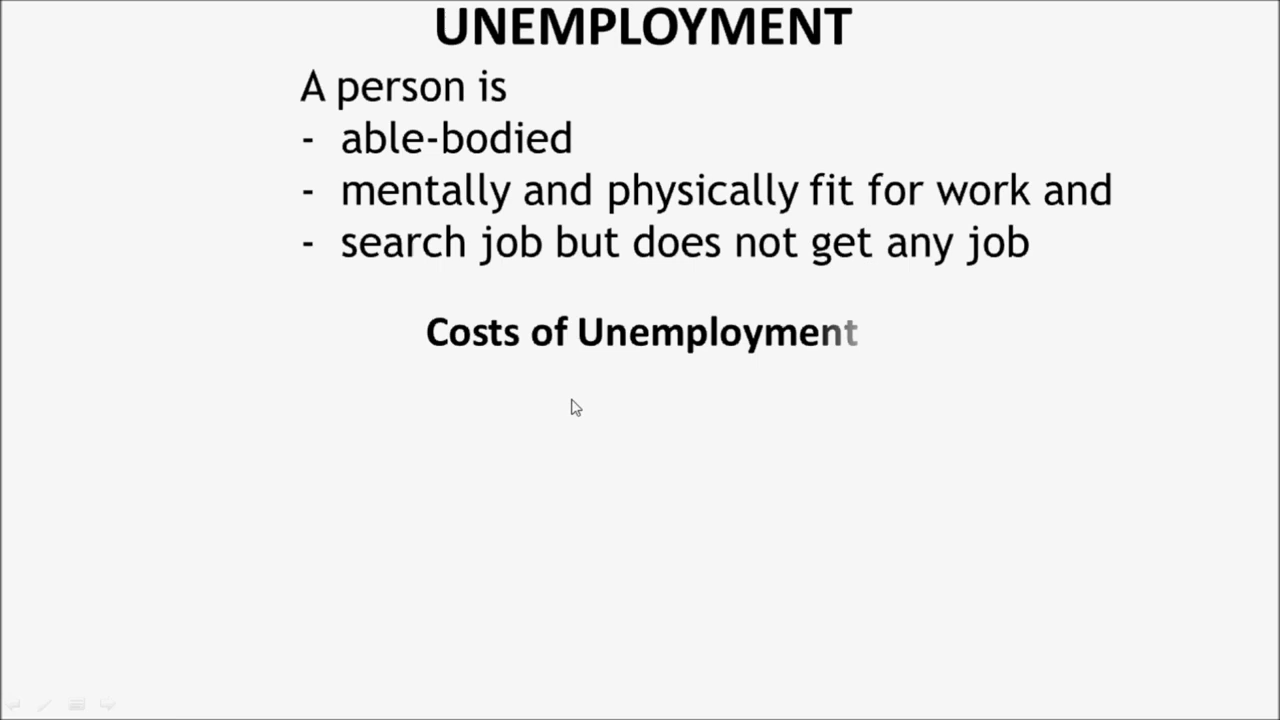 UNEMPLOYMENT
A person is
- able-bodied
- mentally and physically fit for work and
- search job but does not get any job
Costs of Unemployment